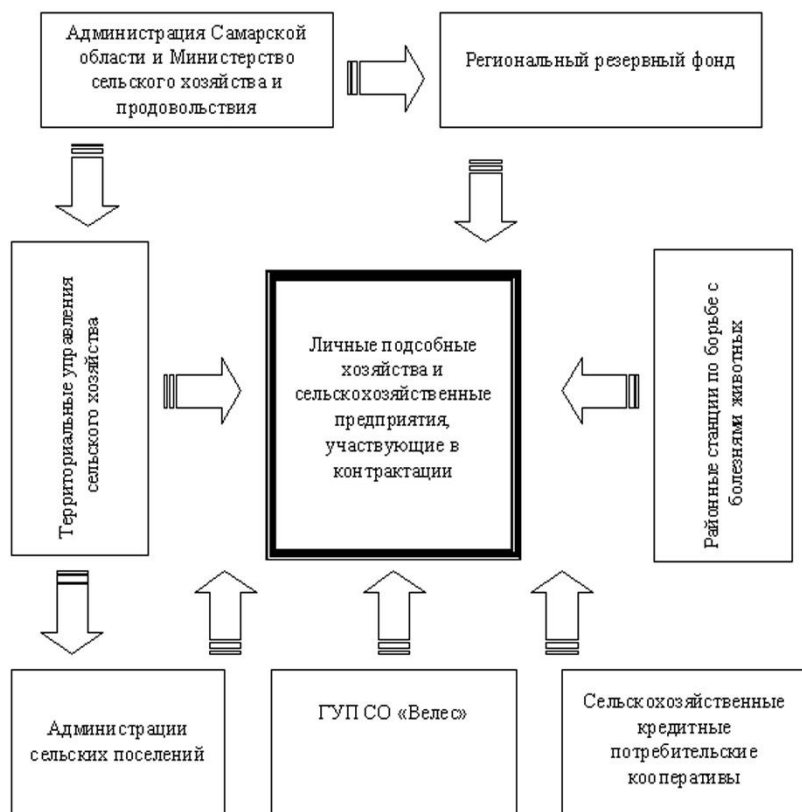 Администрация Самарской
области и Министерство
сельского хозяйства и
продовольствия
Региональный резервный фонд
Территориальные управления
сельского хозяйства
Личные подсобные
хозяйства и
сельскохозяйственные
предприятия,
участвующие в
контрактации
Районные станции по борьбе с
болезнями животных
Администрации
сельских поселений
ГУП СО «Велес»
Сельскохозяйственные
кредитные
потребительские
кооперативы